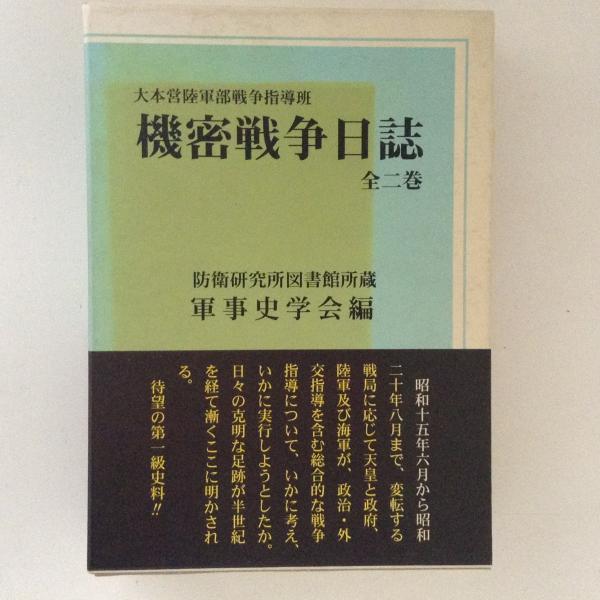 大本営陸軍部戦争指導班
機密戦争日誌
全二巻
防衛研究所図書館所蔵
軍事史学会編
昭和十五年六月から昭和
二十年八月まで、変転する
戦局に応じて天皇と政府、
陸軍及び海軍が、政治・外
交指導を含む総合的な戦争
指導について、いかに考え、
いかに実行しようとしたか。
日々の克明な足跡が半世紀
を経て漸くここに明かされ
る。
待望の第一級史料!!